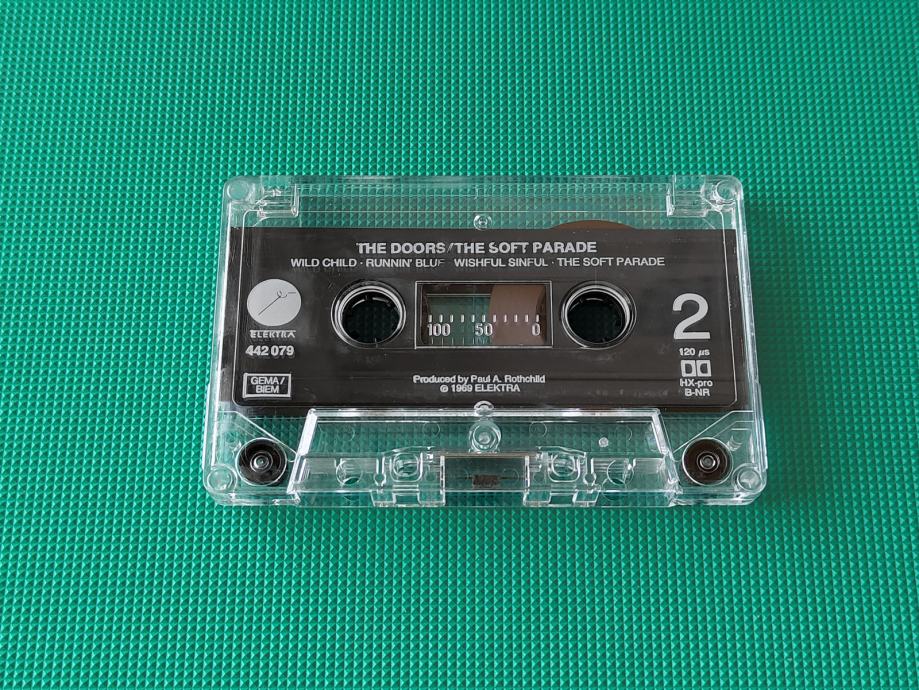 THE DOORS/THE SOFT PARADE
WILD CHILD · RUNNIN' BLUE WISHFUL SINFUL · THE SOFT PARADE
ELEKTRA
442 079
GEMA/
BIEM
100 50 0
Produced by Paul A. Rothchild
℗ 1969 ELEKTRA
2
120 µs
HX-pro
B-NR